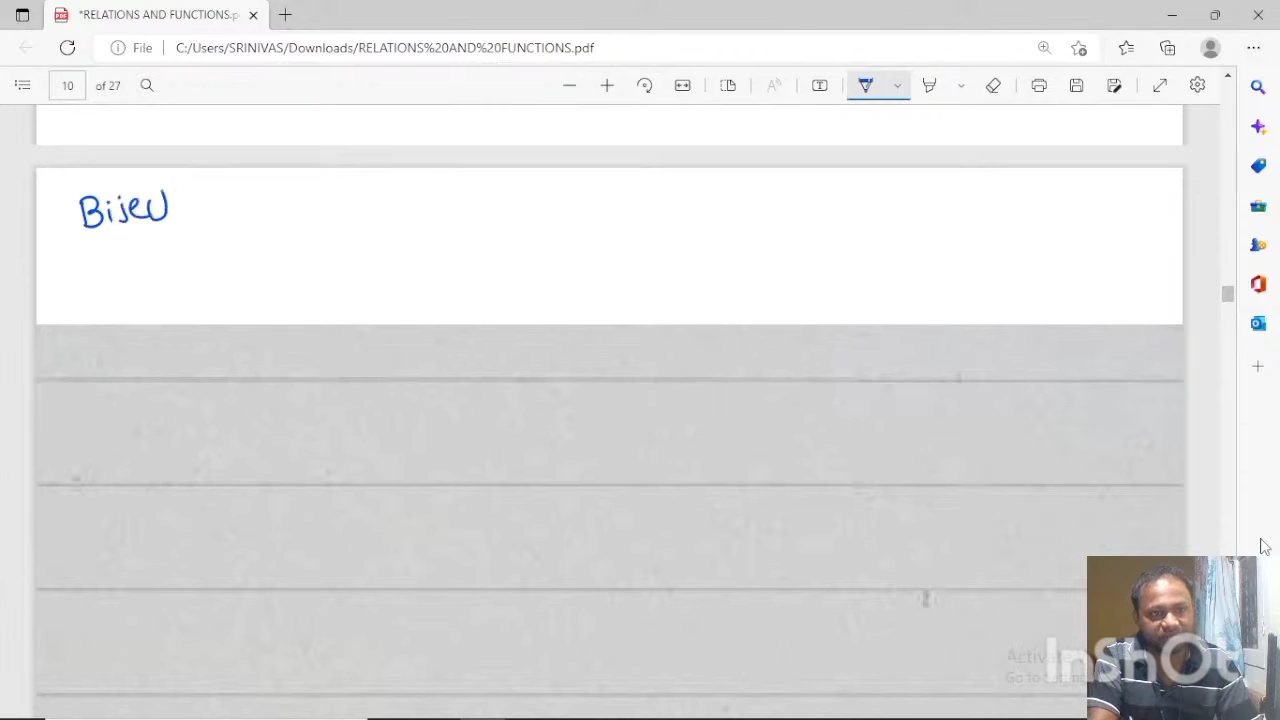 *RELATIONS AND FUNCTIONS.p
File
C:/Users/SRINIVAS/Downloads/RELATIONS%20AND%20FUNCTIONS.pdf
10 of 27
Bijec
InShOt